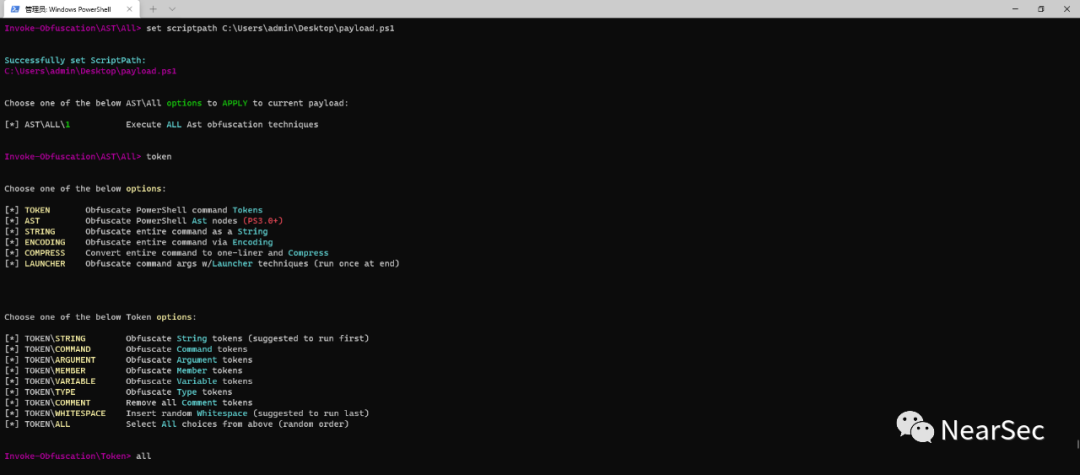 管理员: Windows PowerShell
Invoke-Obfuscation\AST\All> set scriptpath C:\Users\admin\Desktop\payload.ps1
Successfully set ScriptPath:
C:\Users\admin\Desktop\payload.ps1
Choose one of the below AST\All options to APPLY to current payload:
[*] AST\ALL\1 Execute ALL Ast obfuscation techniques
Invoke-Obfuscation\AST\All> token
Choose one of the below options:
[*] TOKEN Obfuscate PowerShell command Tokens
[*] AST Obfuscate PowerShell Ast nodes (PS3.0+)
[*] STRING Obfuscate entire command as a String
[*] ENCODING Obfuscate entire command via Encoding
[*] COMPRESS Convert entire command to one-liner and Compress
[*] LAUNCHER Obfuscate command args w/Launcher techniques (run once at end)
Choose one of the below Token options:
[*] TOKEN\STRING Obfuscate String tokens (suggested to run first)
[*] TOKEN\COMMAND Obfuscate Command tokens
[*] TOKEN\ARGUMENT Obfuscate Argument tokens
[*] TOKEN\MEMBER Obfuscate Member tokens
[*] TOKEN\VARIABLE Obfuscate Variable tokens
[*] TOKEN\TYPE Obfuscate Type tokens
[*] TOKEN\COMMENT Remove all Comment tokens
[*] TOKEN\WHITESPACE Insert random Whitespace (suggested to run last)
[*] TOKEN\ALL Select All choices from above (random order)
Invoke-Obfuscation\Token> all
NearSec